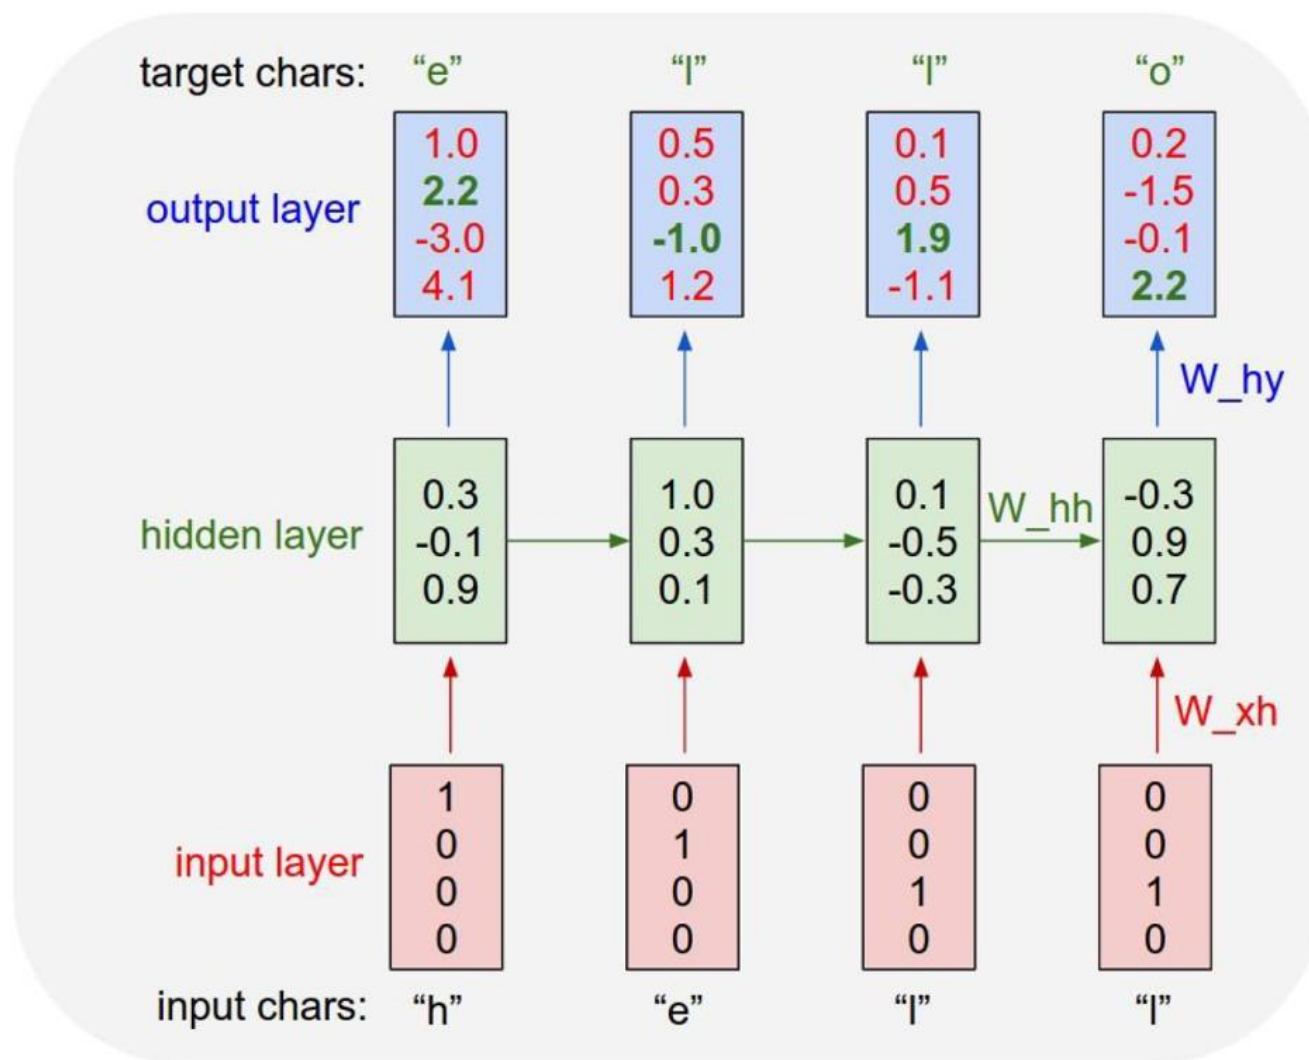 target chars: “e” “l” “l” “o”
output layer
1.0 0.5 0.1 0.2
2.2 0.3 0.5 -1.5
-3.0 -1.0 1.9 -0.1
4.1 1.2 -1.1 2.2
W_hy
hidden layer
0.3 1.0 0.1 -0.3
-0.1 0.3 -0.5 0.9
0.9 0.1 -0.3 0.7
W_hh
W_xh
input layer
1 0 0 0
0 1 0 0
0 0 1 1
0 0 0 0
input chars: “h” “e” “l” “l”